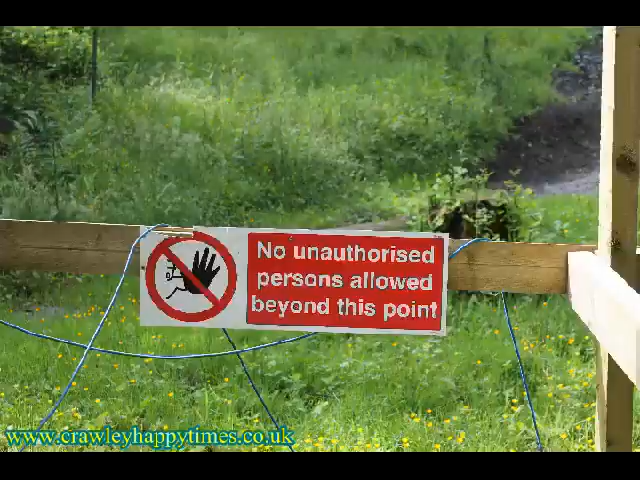 No unauthorised
persons allowed
beyond this point
www.crawleyhappytimes.co.uk